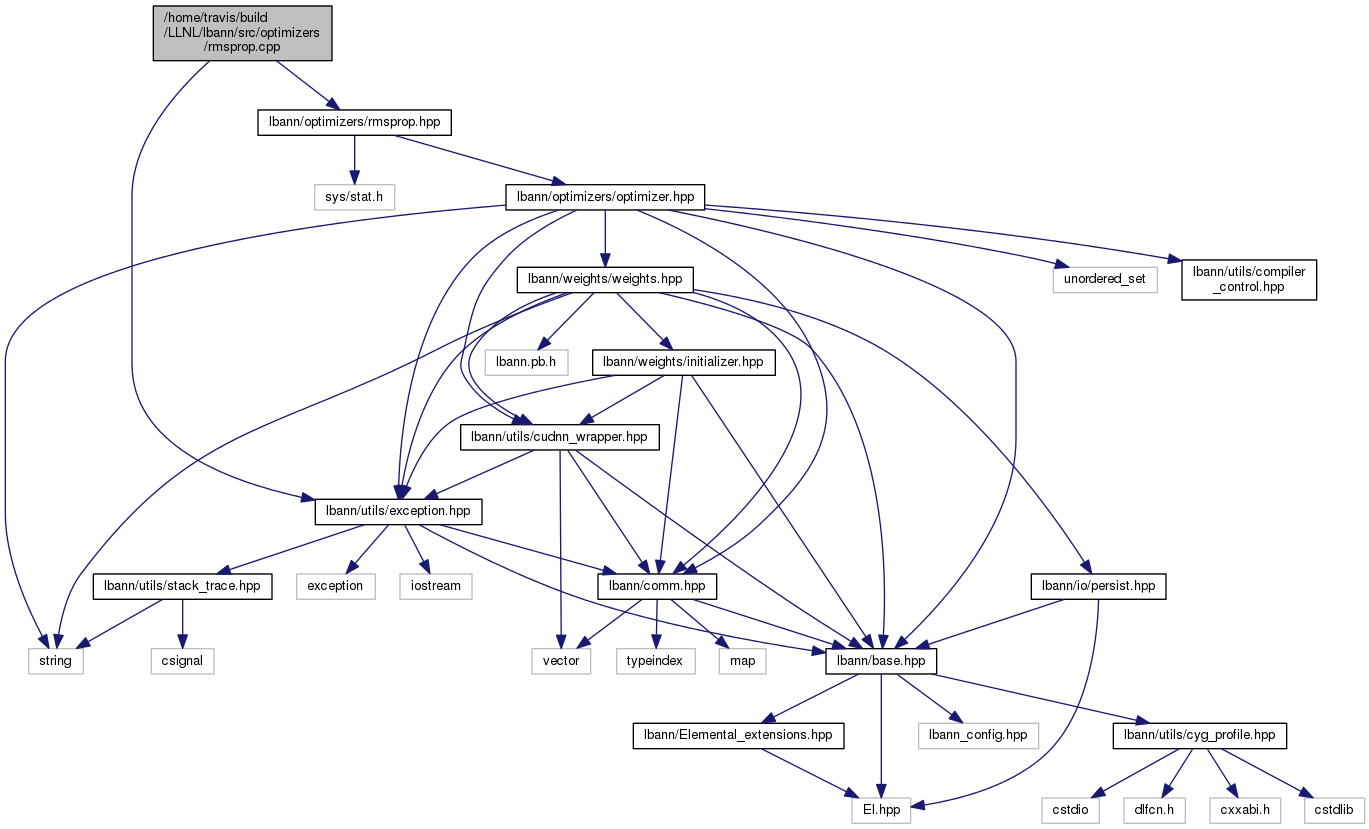 /home/travis/build
/LLNL/lbann/src/optimizers
/rmsprop.cpp
lbann/optimizers/rmsprop.hpp
sys/stat.h
lbann/optimizers/optimizer.hpp
lbann/weights/weights.hpp
unordered_set
lbann/utils/compiler
_control.hpp
lbann.pb.h
lbann/weights/initializer.hpp
lbann/utils/cudnn_wrapper.hpp
lbann/utils/exception.hpp
lbann/utils/stack_trace.hpp
exception
iostream
lbann/comm.hpp
lbann/io/persist.hpp
string
csignal
vector
typeindex
map
lbann/base.hpp
lbann/Elemental_extensions.hpp
lbann_config.hpp
lbann/utils/cyg_profile.hpp
El.hpp
cstdio
dlfcn.h
cxxabi.h
cstdlib